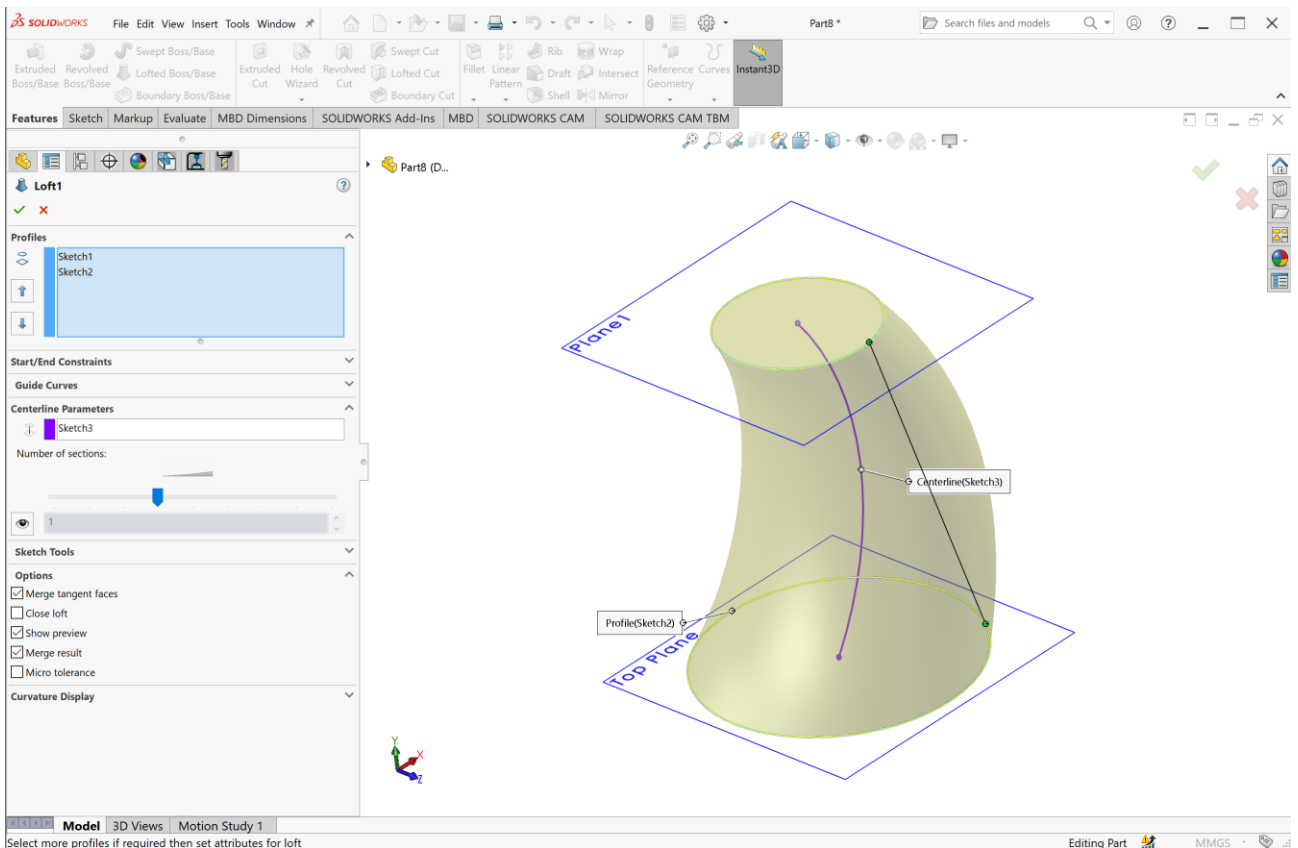 SOLIDWORKS File Edit View Insert Tools Window Part8 * Search files and models
Extruded Boss/Base Revolved Boss/Base Swept Boss/Base Lofted Boss/Base Boundary Boss/Base Extruded Cut Hole Wizard Revolved Cut Swept Cut Lofted Cut Boundary Cut Fillet Linear Pattern Rib Draft Shell Wrap Intersect Mirror Reference Geometry Curves Instant3D
Features Sketch Markup Evaluate MBD Dimensions SOLIDWORKS Add-Ins MBD SOLIDWORKS CAM SOLIDWORKS CAM TBM
Part8 (D...
Loft1
Profiles
Sketch1
Sketch2
Start/End Constraints
Guide Curves
Centerline Parameters
Sketch3
Number of sections:
1
Sketch Tools
Options
Merge tangent faces
Close loft
Show preview
Merge result
Micro tolerance
Curvature Display
Plane1
Centerline(Sketch3)
Profile(Sketch2)
Top Plane
Y
X
Z
Model 3D Views Motion Study 1
Select more profiles if required then set attributes for loft Editing Part MMGS